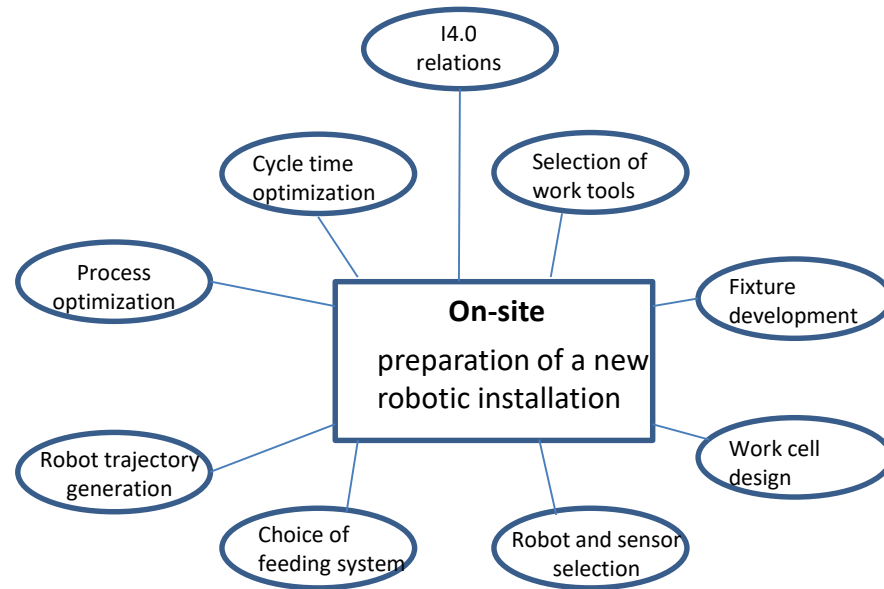 I4.0
relations
Cycle time
optimization
Selection of
work tools
Process
optimization
Fixture
development
On-site
preparation of a new
robotic installation
Robot trajectory
generation
Work cell
design
Choice of
feeding system
Robot and sensor
selection